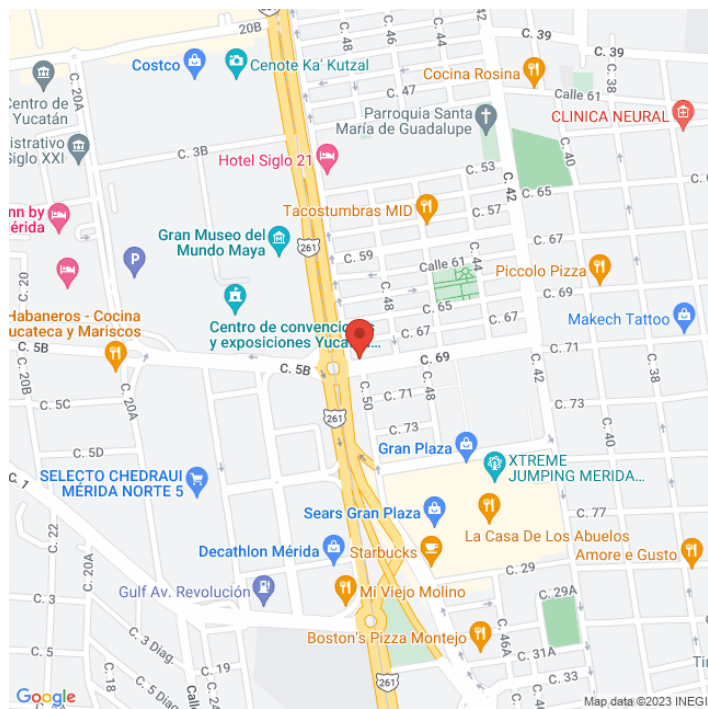 20B
C. 46
C. 48
C. 42
C. 39
C. 39
C. 38
Costco
Cenote Ka' Kutzal
Cocina Rosina
C. 20A
Centro de
Yucatán
C. 47
Calle 61
CLINICA NEURAL
Parroquia Santa
María de Guadalupe
istrativo
Siglo XXI
C. 3B
Hotel Siglo 21
C. 53
C. 42
C. 40
C. 65
nn by
érida
Tacostumbras MID
C. 57
Gran Museo del
Mundo Maya
261
C. 59
Calle 61
C. 44
C. 67
P
C. 20
Piccolo Pizza
C. 48
C. 65
C. 69
Habaneros - Cocina
ucateca y Mariscos
Centro de convenciones
y exposiciones Yucatá...
C. 67
C. 67
Makech Tattoo
C. 5B
C. 5B
C. 69
C. 71
C. 20B
C. 20A
C. 50
C. 71
C. 48
C. 42
C. 38
C. 5C
261
C. 73
C. 73
C. 40
C. 5D
Gran Plaza
C. 1
SELECTO CHEDRAUI
MÉRIDA NORTE 5
XTREME
JUMPING MERIDA...
C. 22
Sears Gran Plaza
C. 77
La Casa De Los Abuelos
Decathlon Mérida
Starbucks
Amore e Gusto
C. 20A
C. 29
Gulf Av. Revolución
Mi Viejo Molino
C. 29A
C. 3
Boston's Pizza Montejo
C. 3 Diag.
C. 46A
C. 5
C. 19
C. 31A
C. 18
C. 5 Diag.
C. 24
261
C. 33
Google
Map data ©2023 INEGI